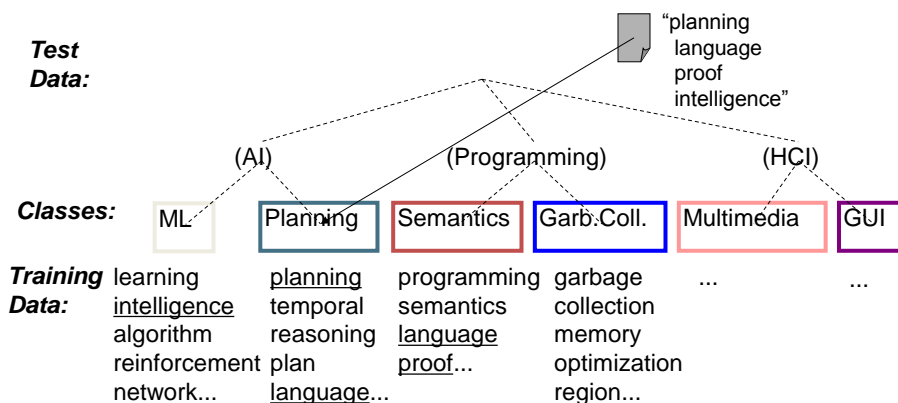 Test
Data:
“planning
language
proof
intelligence”
(AI)
(Programming)
(HCI)
Classes:
ML
Planning
Semantics
Garb.Coll.
Multimedia
GUI
Training
Data:
learning
intelligence
algorithm
reinforcement
network...
planning
temporal
reasoning
plan
language...
programming
semantics
language
proof...
garbage
collection
memory
optimization
region...
...
...